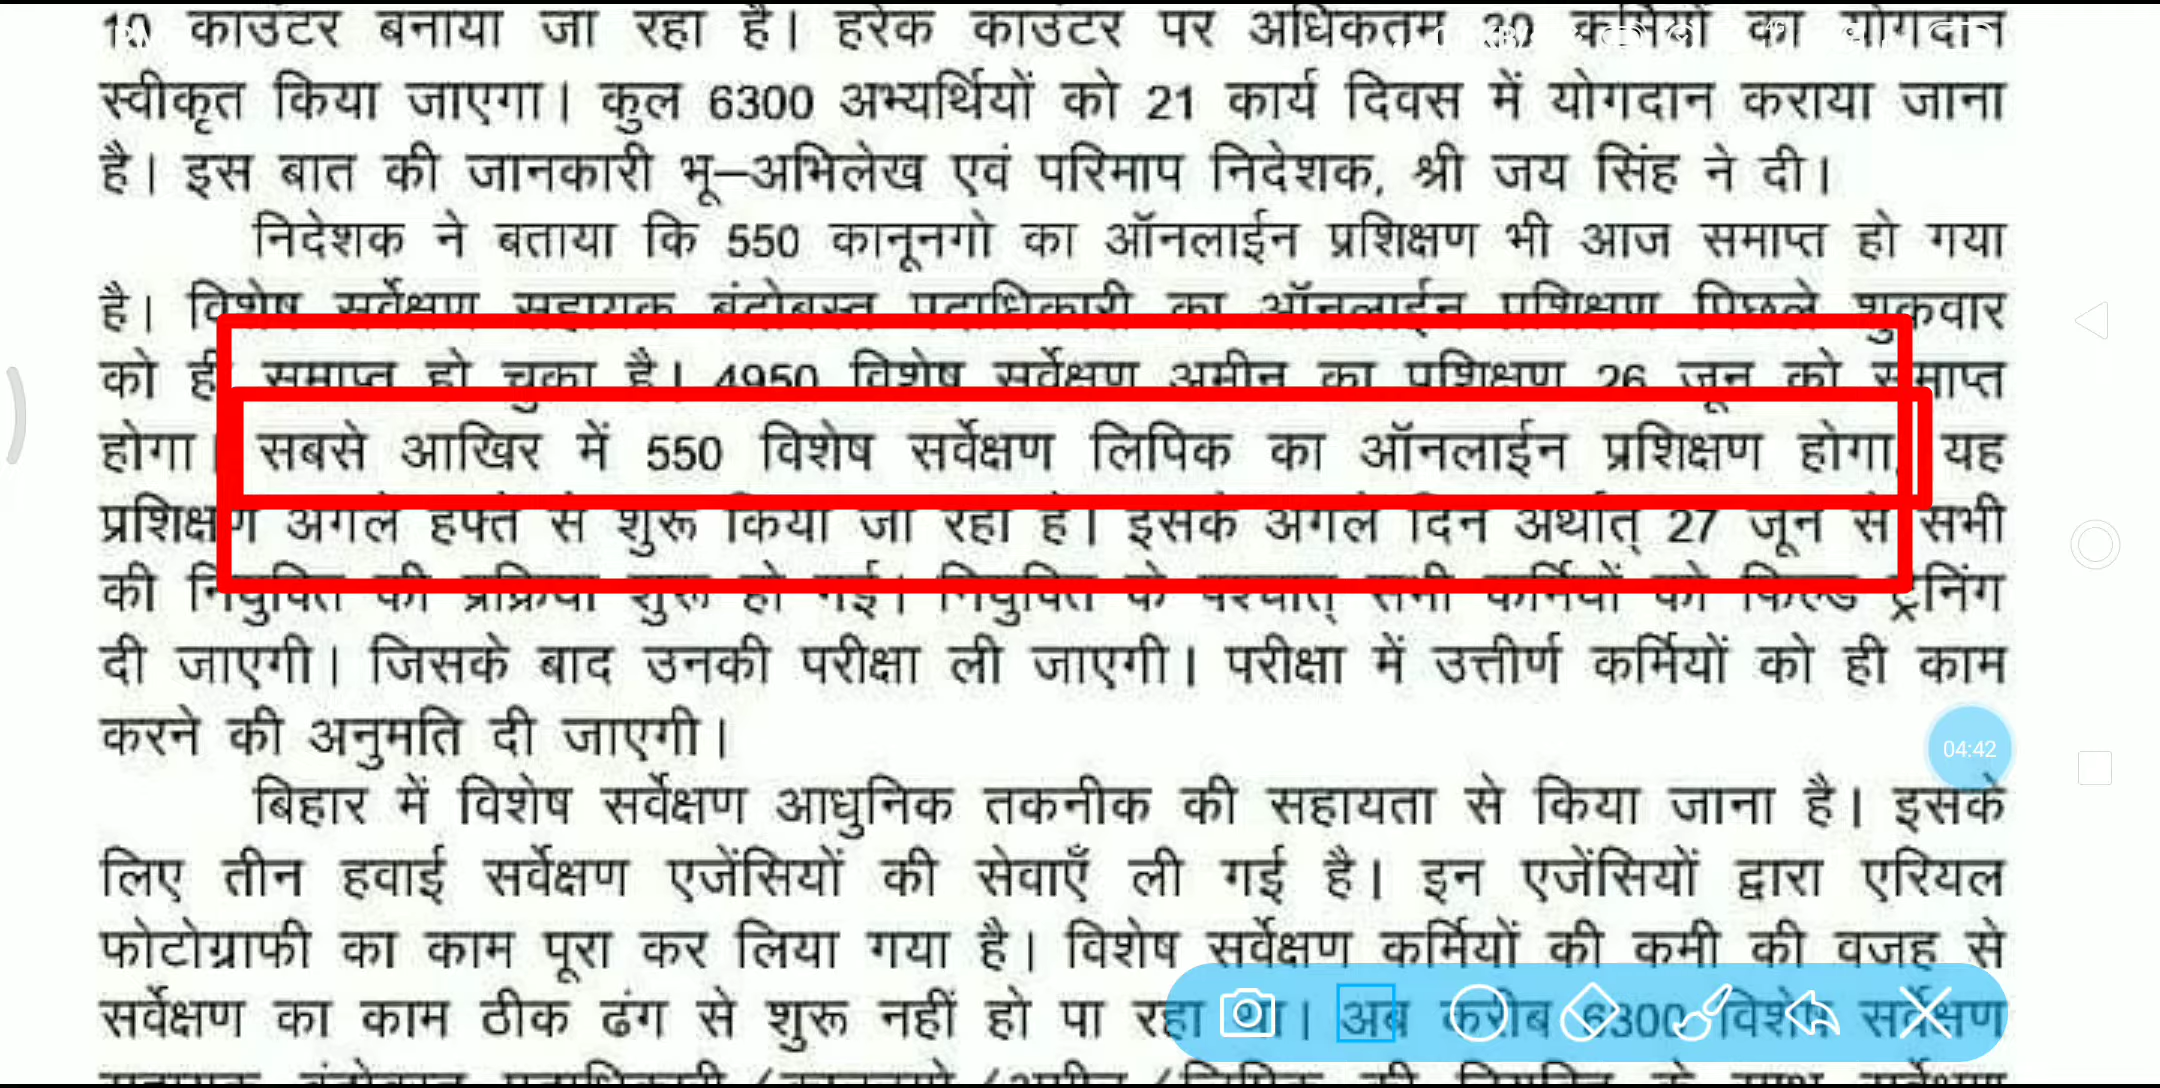 10 काउंटर बनाया जा रहा है। हरेक काउंटर पर अधिकतम 30 कर्मियों का योगदान
स्वीकृत किया जाएगा। कुल 6300 अभ्यर्थियों को 21 कार्य दिवस में योगदान कराया जाना
है। इस बात की जानकारी भू–अभिलेख एवं परिमाप निदेशक, श्री जय सिंह ने दी।
निदेशक ने बताया कि 550 कानूनगो का ऑनलाईन प्रशिक्षण भी आज समाप्त हो गया
है। विशेष सर्वेक्षण सहायक बंदोबस्त पदाधिकारी का ऑनलाईन प्रशिक्षण पिछले शुकवार
को ही समाप्त हो चुका है। 4950 विशेष सर्वेक्षण अमीन का प्रशिक्षण 26 जून को समाप्त
होगा। सबसे आखिर में 550 विशेष सर्वेक्षण लिपिक का ऑनलाईन प्रशिक्षण होगा, यह
प्रशिक्षण अगले हफ्ते से शुरू किया जा रहा है। इसके अगले दिन अर्थात् 27 जून से सभी
की नियुक्ति की प्रक्रिया शुरू हो गई। नियुक्ति के पश्चात् सभी कर्मियों को फिल्ड ट्रनिंग
दी जाएगी। जिसके बाद उनकी परीक्षा ली जाएगी। परीक्षा में उत्तीर्ण कर्मियों को ही काम
करने की अनुमति दी जाएगी।
04:42
बिहार में विशेष सर्वेक्षण आधुनिक तकनीक की सहायता से किया जाना है। इसके
लिए तीन हवाई सर्वेक्षण एजेंसियों की सेवाएँ ली गई है। इन एजेंसियों द्वारा एरियल
फोटोग्राफी का काम पूरा कर लिया गया है। विशेष सर्वेक्षण कर्मियों की कमी की वजह से
सर्वेक्षण का काम ठीक ढंग से शुरू नहीं हो पा रहा था। अब करीब 6300 विशेष सर्वेक्षण